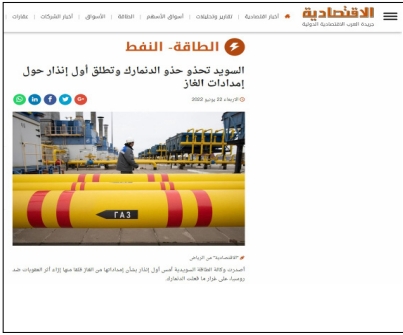 الاقتصادية
جريدة العرب الاقتصادية الدولية
أخبار اقتصادية | تقارير وتحليلات | أسواق الأسهم | الطاقة | الأسواق | أخبار الشركات | عقارات
الطاقة- النفط
السويد تحذو حذو الدنمارك وتطلق أول إنذار حول
إمدادات الغاز
الاربعاء 22 يونيو 2022
ГАЗ
"الاقتصادية" من الرياض
أصدرت وكالة الطاقة السويدية أمس أول إنذار بشأن إمداداتها من الغاز قلقا منها إزاء أثر العقوبات ضد
روسيا، على غرار ما فعلت الدنمارك.